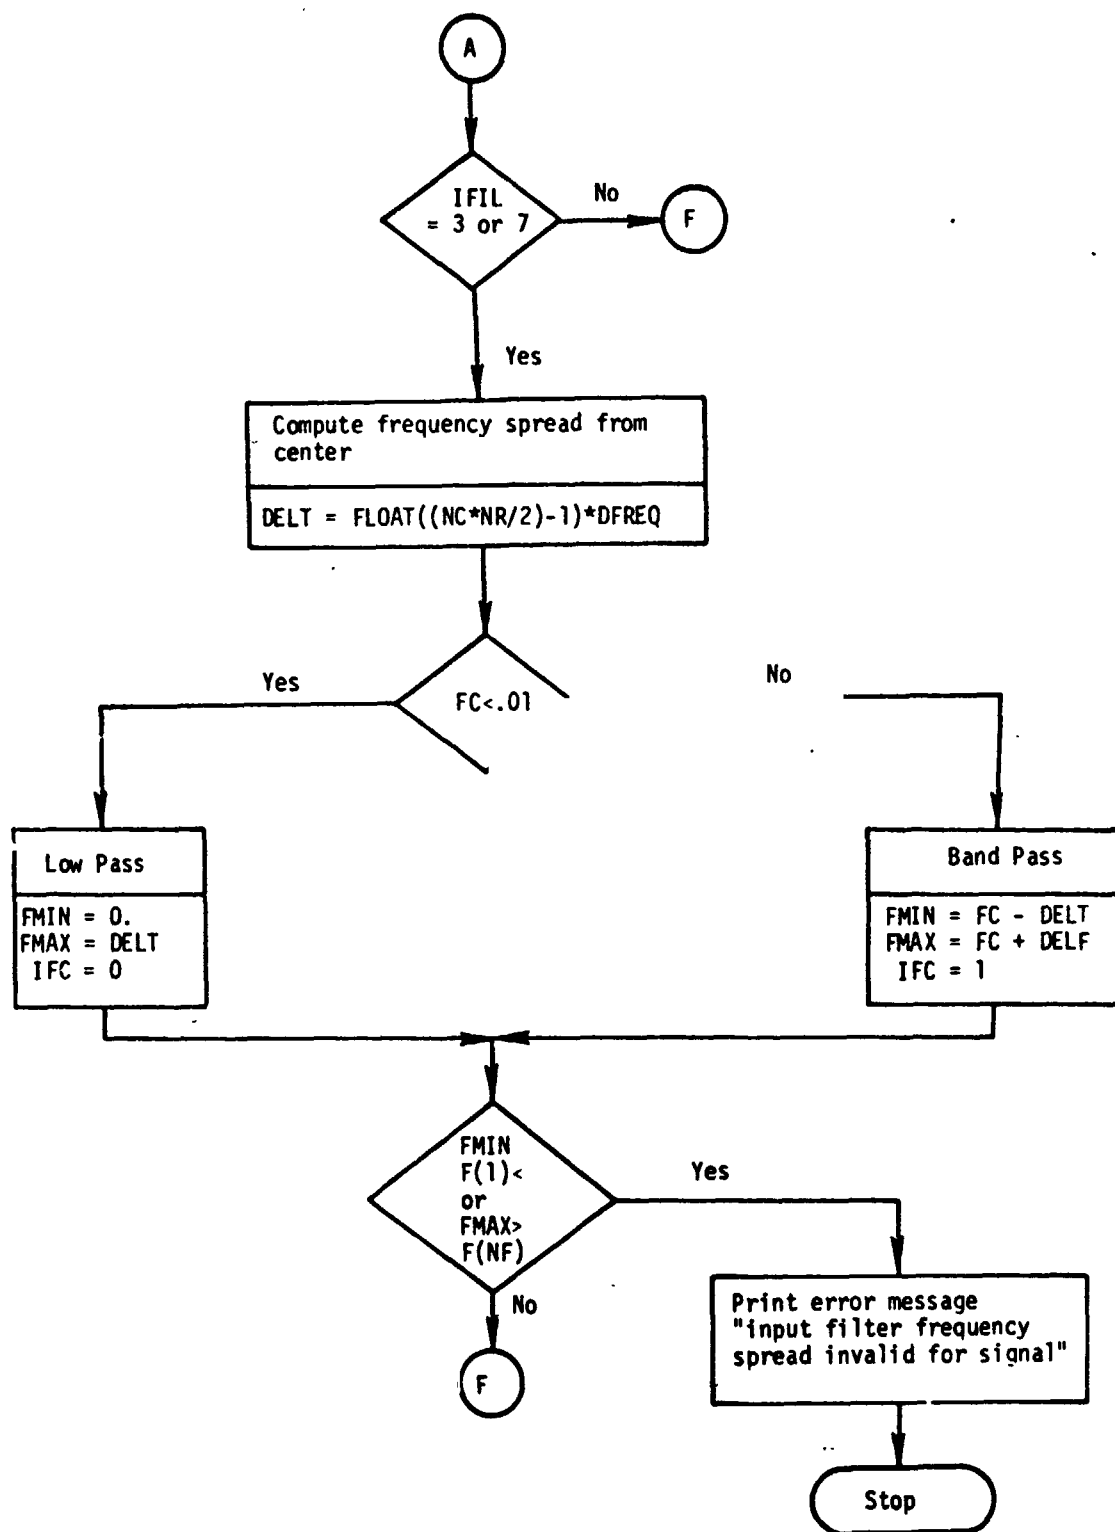 A
IFIL
= 3 or 7
No
F
Yes
Compute frequency spread from
center
DELT = FLOAT((NC*NR/2)-1)*DFREQ
Yes
FC<.01
No
Low Pass
FMIN = 0.
FMAX = DELT
IFC = 0
Band Pass
FMIN = FC - DELT
FMAX = FC + DELF
IFC = 1
FMIN
F(1)<
or
FMAX>
F(NF)
Yes
No
F
Print error message
"input filter frequency
spread invalid for signal"
Stop